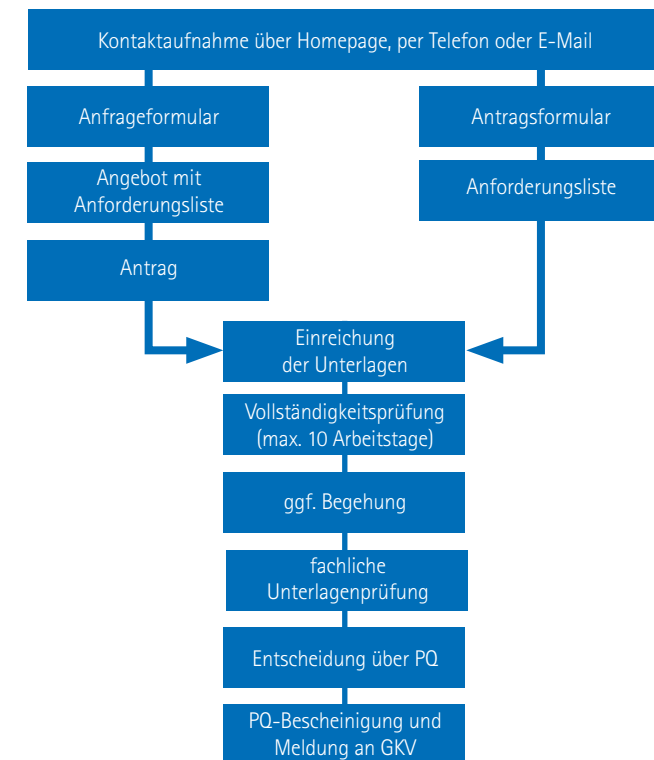 Kontaktaufnahme über Homepage, per Telefon oder E-Mail
Anfrageformular
Angebot mit
Anforderungsliste
Antrag
Antragsformular
Anforderungsliste
Einreichung
der Unterlagen
Vollständigkeitsprüfung
(max. 10 Arbeitstage)
ggf. Begehung
fachliche
Unterlagenprüfung
Entscheidung über PQ
PQ-Bescheinigung und
Meldung an GKV